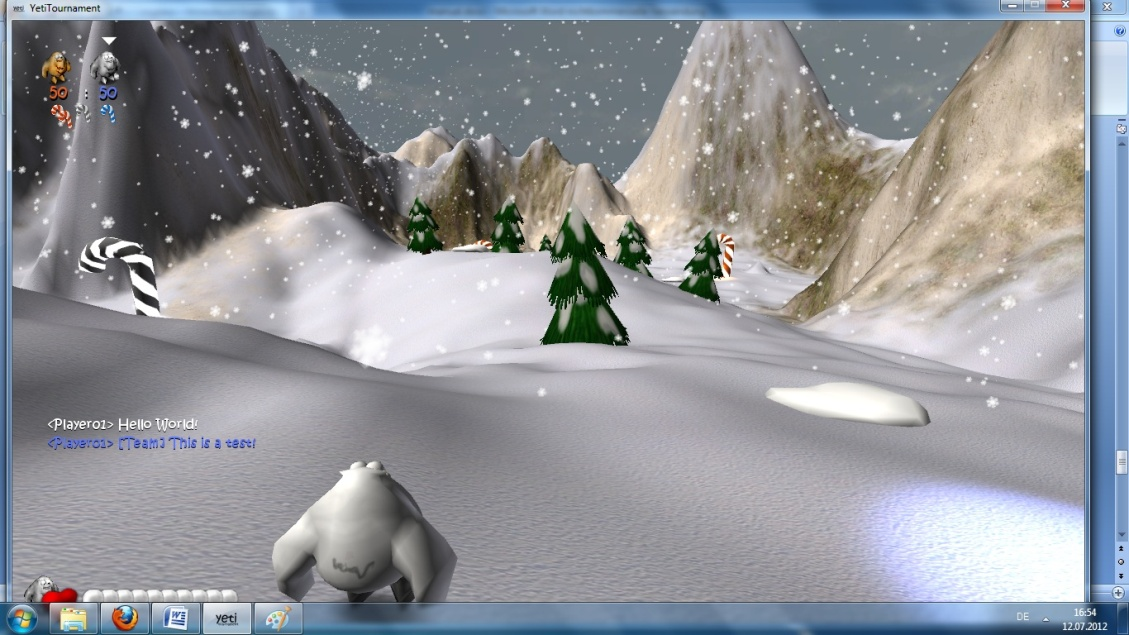 YetiTournament
50 : 50
<Player01> Hello World!
<Player01> [Team] This is a test!
yeti
DE
16:54
12.07.2012